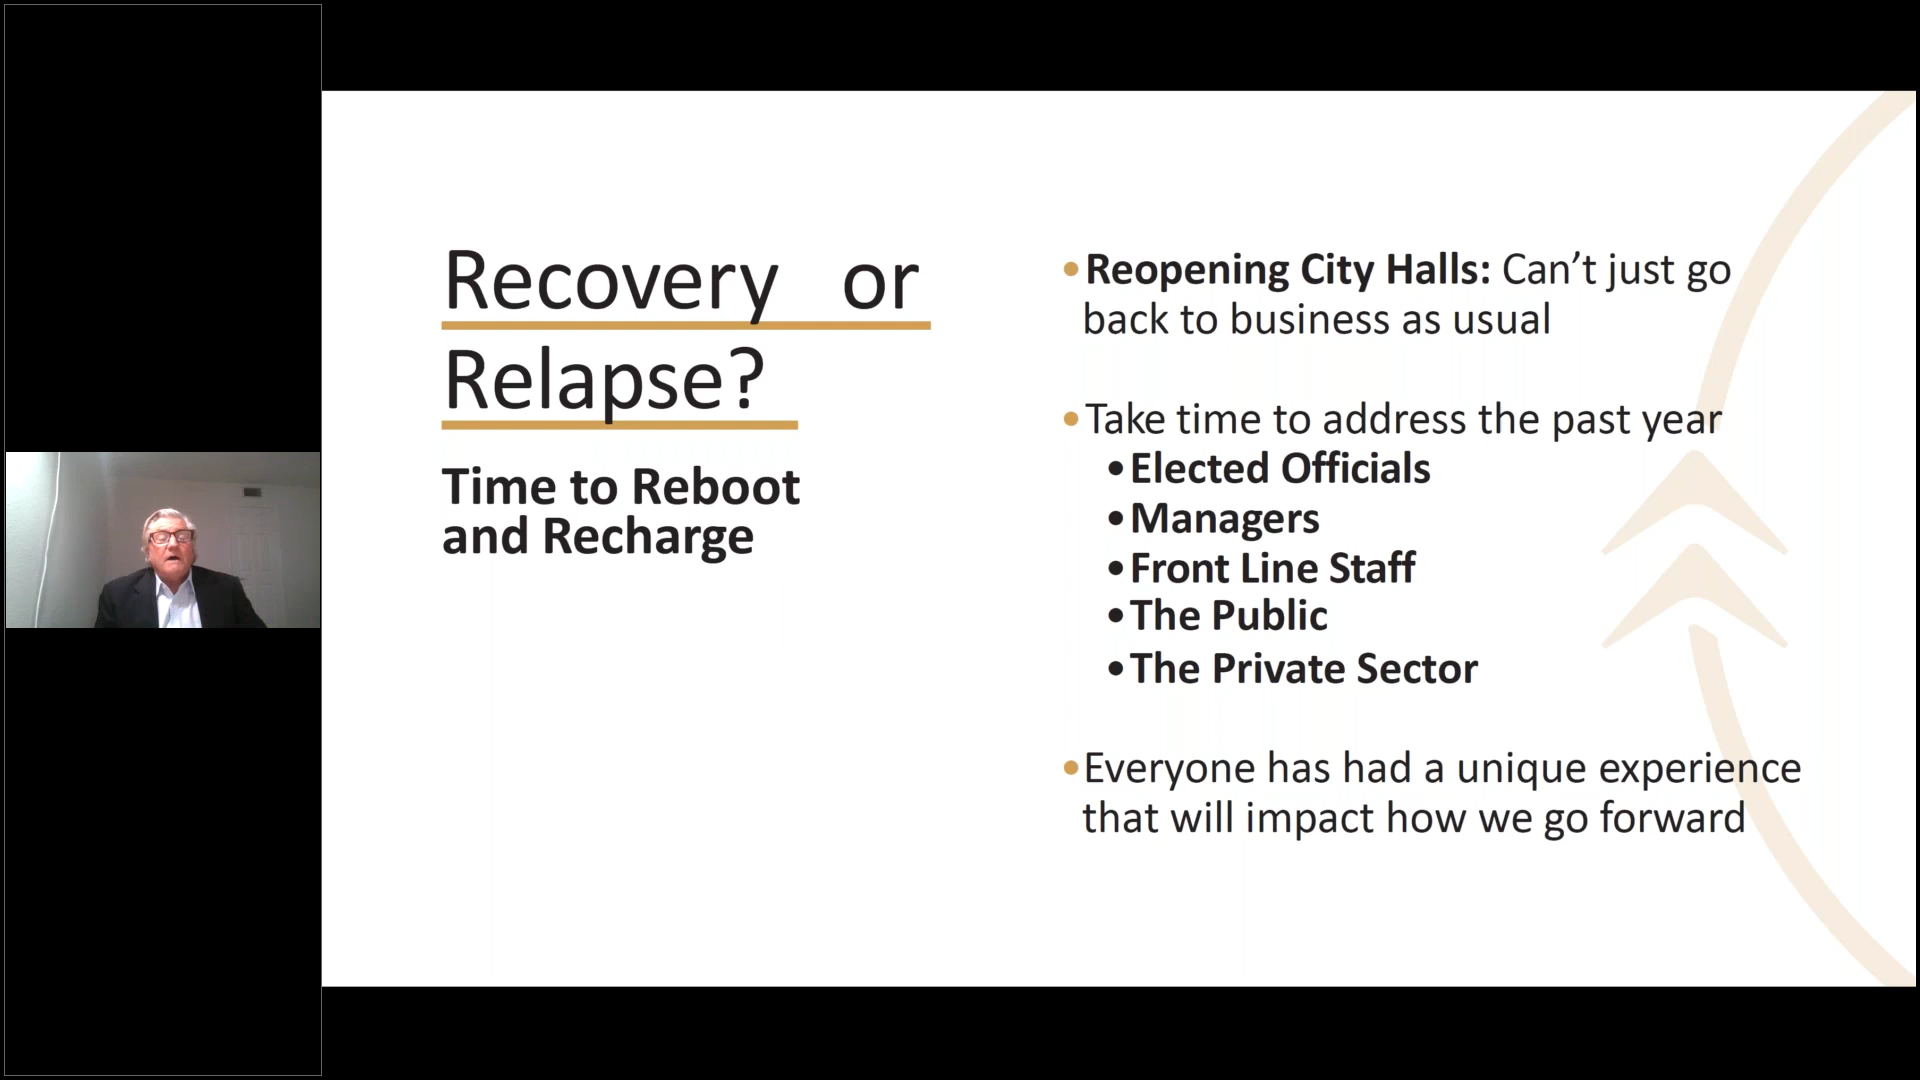 Recovery or
Relapse?
Time to Reboot
and Recharge
•Reopening City Halls: Can’t just go
back to business as usual
•Take time to address the past year
•Elected Officials
•Managers
•Front Line Staff
•The Public
•The Private Sector
•Everyone has had a unique experience
that will impact how we go forward